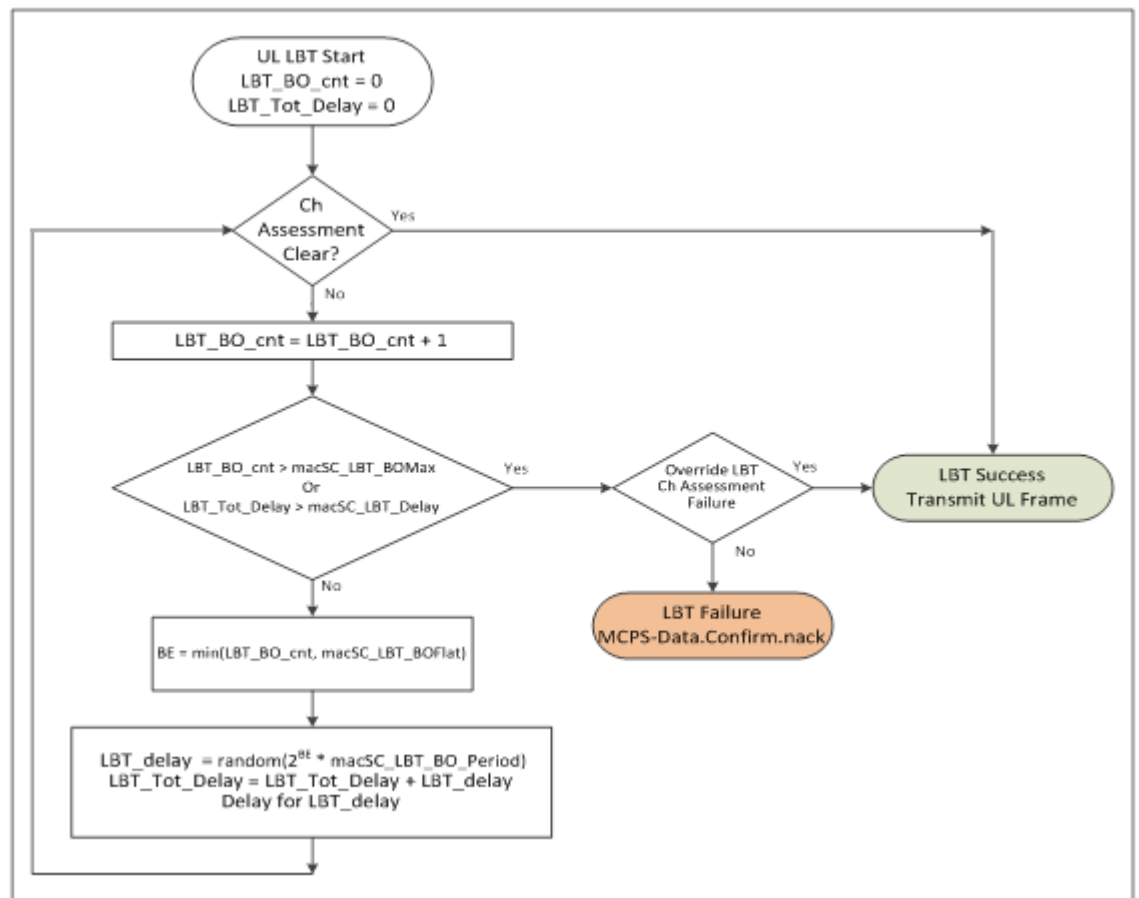 UL LBT Start
LBT_BO_cnt = 0
LBT_Tot_Delay = 0
Ch
Assessment
Clear?
Yes
No
LBT_BO_cnt = LBT_BO_cnt + 1
LBT_BO_cnt > macSC_LBT_BOMax
Or
LBT_Tot_Delay > macSC_LBT_Delay
Yes
Override LBT
Ch Assessment
Failure
Yes
LBT Success
Transmit UL Frame
No
LBT Failure
MCPS-Data.Confirm.nack
No
BE = min(LBT_BO_cnt, macSC_LBT_BOFlat)
LBT_delay = random(2^BE * macSC_LBT_BO_Period)
LBT_Tot_Delay = LBT_Tot_Delay + LBT_delay
Delay for LBT_delay